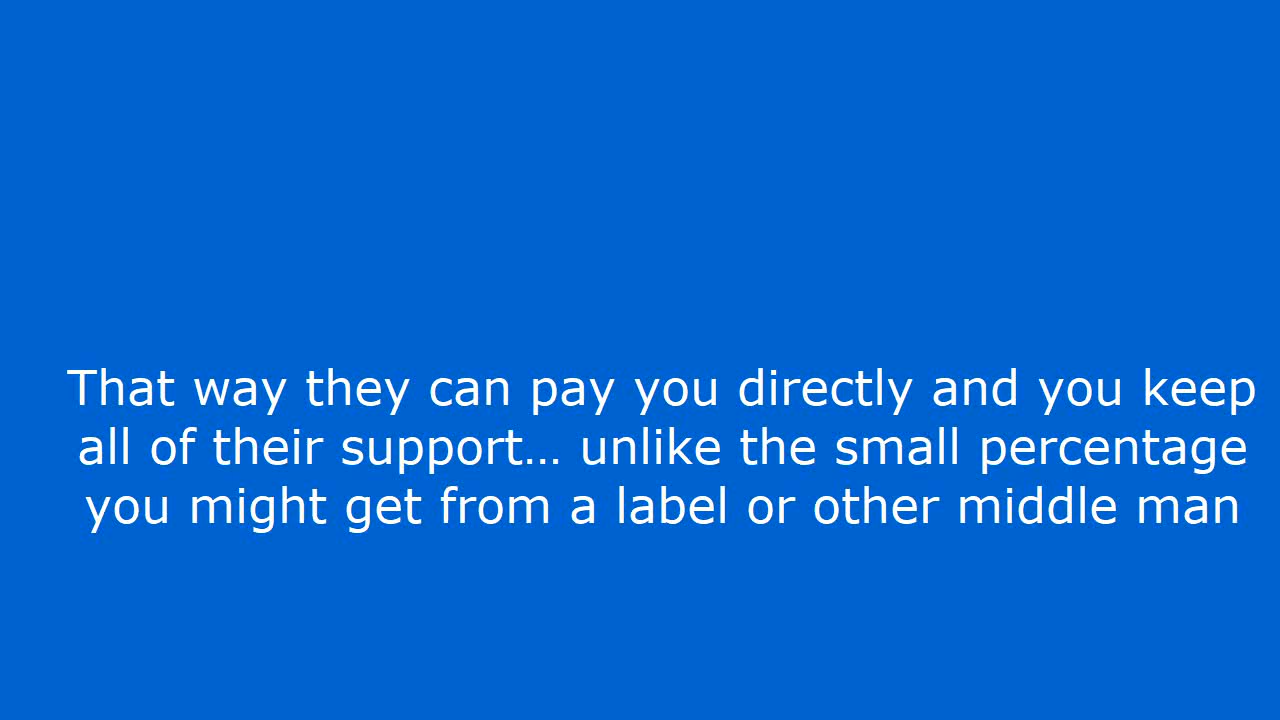 That way they can pay you directly and you keep
all of their support… unlike the small percentage
you might get from a label or other middle man